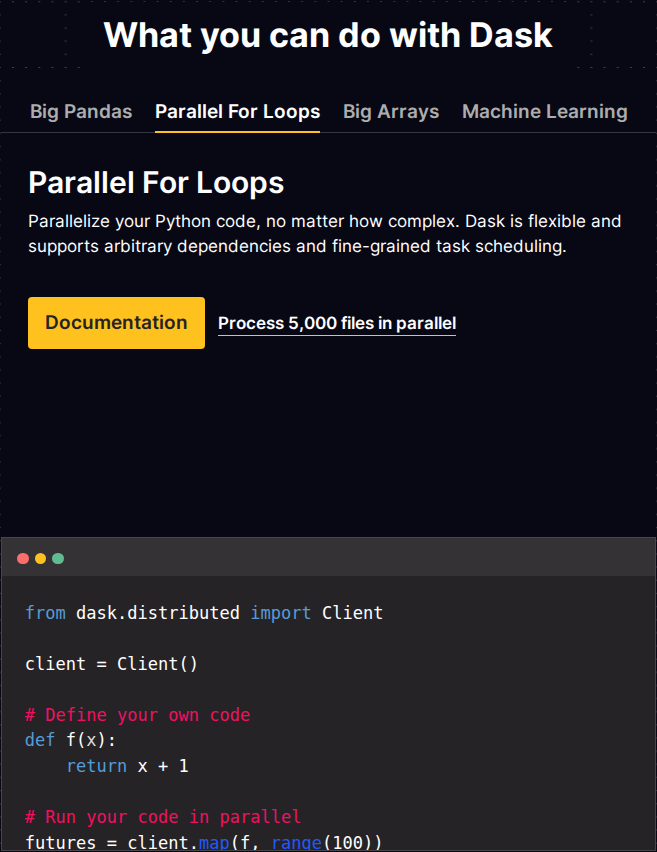 What you can do with Dask
Big Pandas Parallel For Loops Big Arrays Machine Learning
Parallel For Loops
Parallelize your Python code, no matter how complex. Dask is flexible and
supports arbitrary dependencies and fine-grained task scheduling.
Documentation Process 5,000 files in parallel
from dask.distributed import Client
client = Client()
# Define your own code
def f(x):
    return x + 1
# Run your code in parallel
futures = client.map(f, range(100))